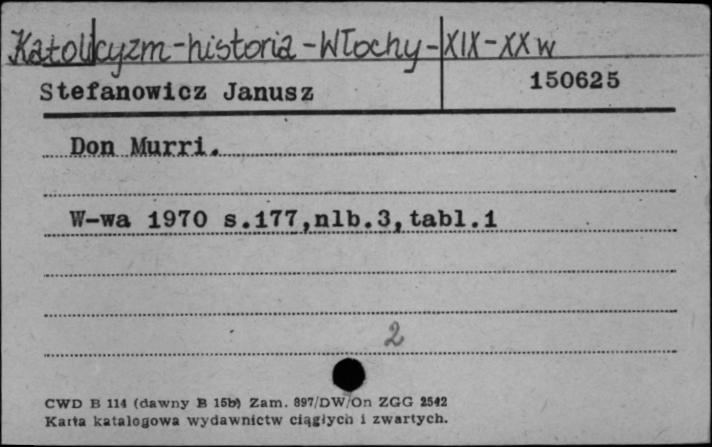 Katolicyzm-historia-Włochy-XIX-XX w
Stefanowicz Janusz
150625
Don Murri.
W-wa 1970 s.177,nlb.3,tabl.1
2
CWD B 114 (dawny B 15b) Zam. 897/DW/On ZGG 2542
Karta katalogowa wydawnictw ciągłych i zwartych.